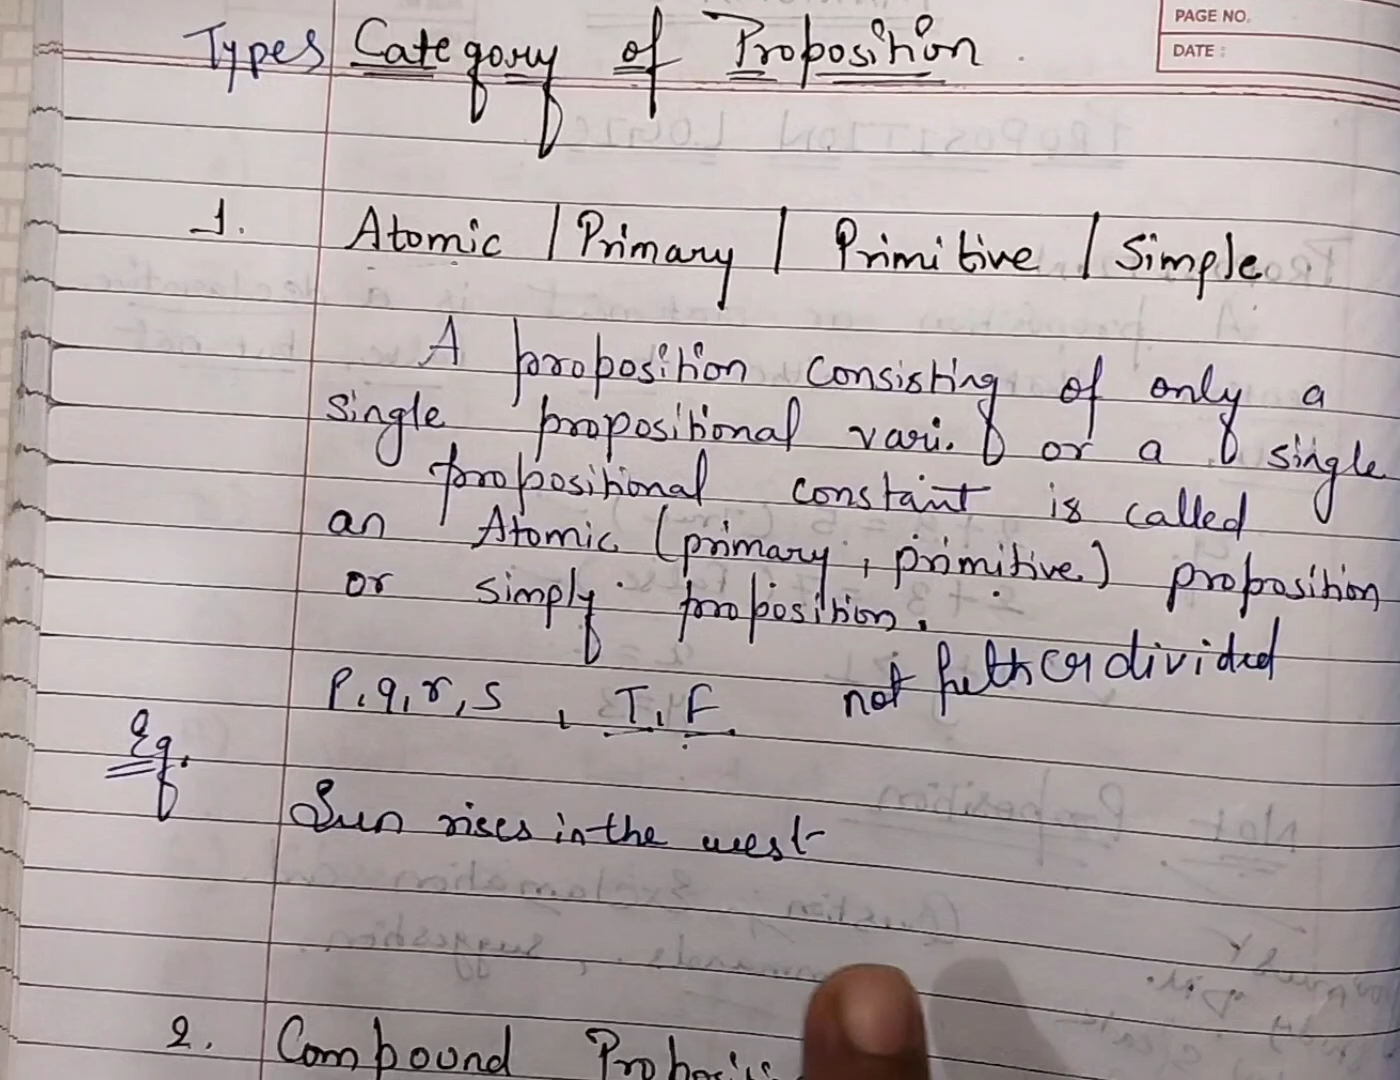 PAGE NO.
DATE :
Types Category of Proposition
1. Atomic | Primary | Primitive | Simple
A proposition consisting of only a
single propositional vari. or a single
propositional constant is called
an Atomic (primary, primitive) proposition
or simply proposition.
not divided
P, q, r, s, T, F
Eg.
Sun rises in the west
2. Compound